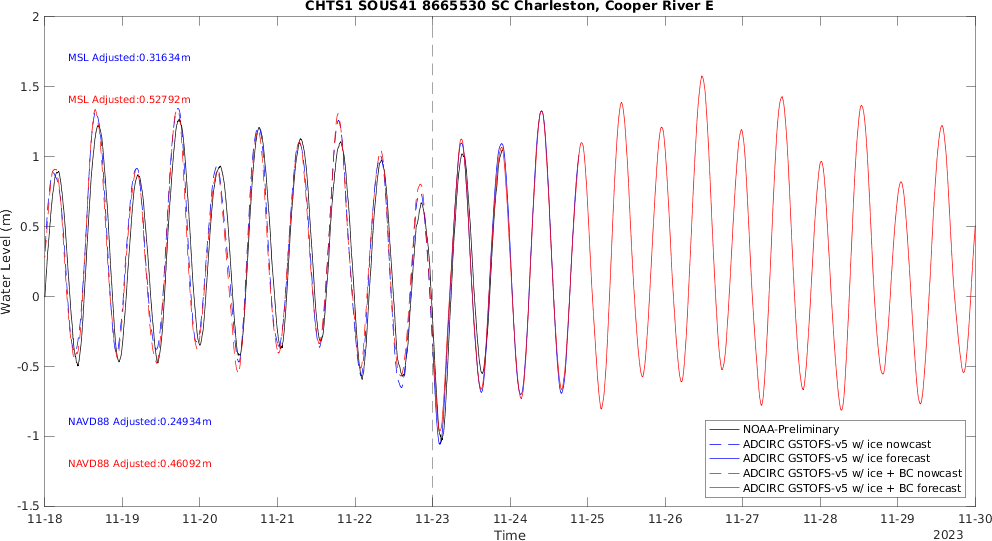 CHTS1 SOUS41 8665530 SC Charleston, Cooper River E
2
1.5
1
0.5
0
-0.5
-1
-1.5
Water Level (m)
MSL Adjusted:0.31634m
MSL Adjusted:0.52792m
NAVD88 Adjusted:0.24934m
NAVD88 Adjusted:0.46092m
NOAA-Preliminary
ADCIRC GSTOFS-v5 w/ ice nowcast
ADCIRC GSTOFS-v5 w/ ice forecast
ADCIRC GSTOFS-v5 w/ ice + BC nowcast
ADCIRC GSTOFS-v5 w/ ice + BC forecast
11-18 11-19 11-20 11-21 11-22 11-23 11-24 11-25 11-26 11-27 11-28 11-29 11-30
Time
2023